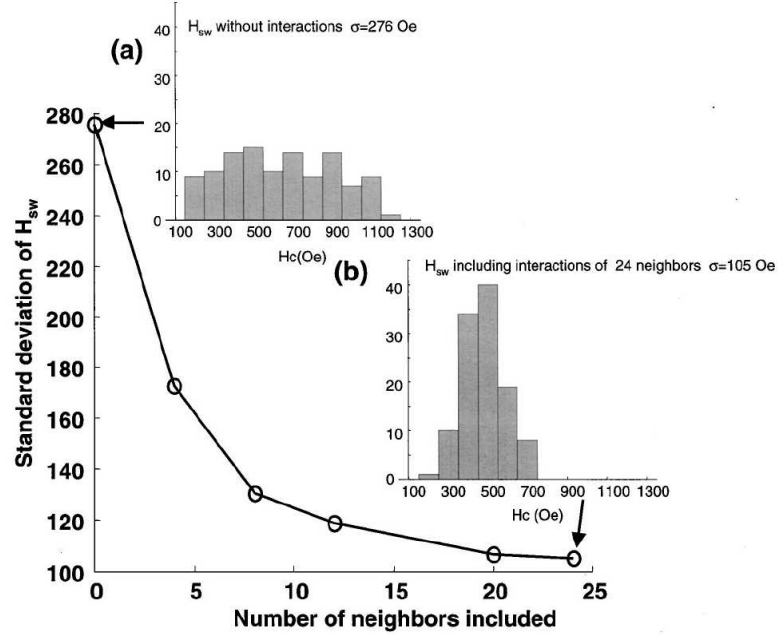 (a)
H_sw without interactions σ=276 Oe
40
30
20
10
0
100 300 500 700 900 1100 1300
Hc(Oe)
(b)
H_sw including interactions of 24 neighbors σ=105 Oe
40
30
20
10
0
100 300 500 700 900 1100 1300
Hc (Oe)
Standard deviation of H_sw
280
260
240
220
200
180
160
140
120
100
0 5 10 15 20 25
Number of neighbors included